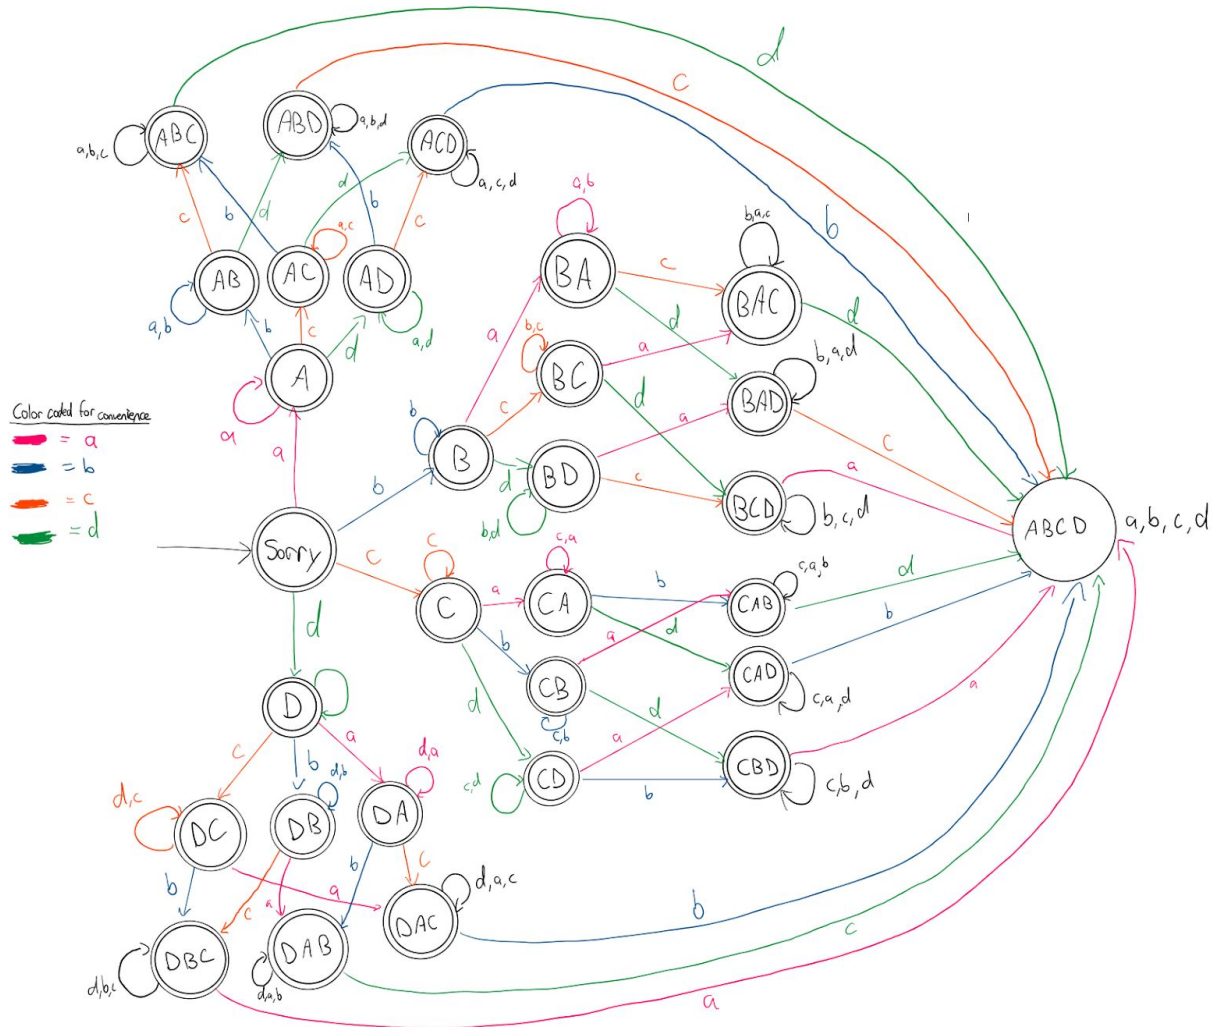 d
c
ABC
ABD
a,b,d
ACD
a,b,c
a,c,d
d
b
c
b
d
b
c
a,b
a,c
b,a,c
AB
AC
AD
BA
c
BAC
d
a,b
b
c
d
a,d
a
d
b,c
a
b,a,d
A
BC
d
BAD
Color coded for convenience
= a
= b
= c
= d
a
a
b
c
a
c
B
d
BD
c
a
b
BCD
b,c,d
b,d
ABCD
a,b,c,d
Sorry
c
c
c,a
C
a
CA
b
CAB
c,a,b
d
b
a
d
b
d
CB
CAD
c,a,d
a
c,b
d
d
D
a
CD
a
CBD
c,b,d
c,d
b
c
b
a
d,b
d,a
d,c
DC
DB
DA
b
c
a
a
b
c
d,a,c
DAC
b
DBC
DAB
c
d,b,c
d,a,b
a